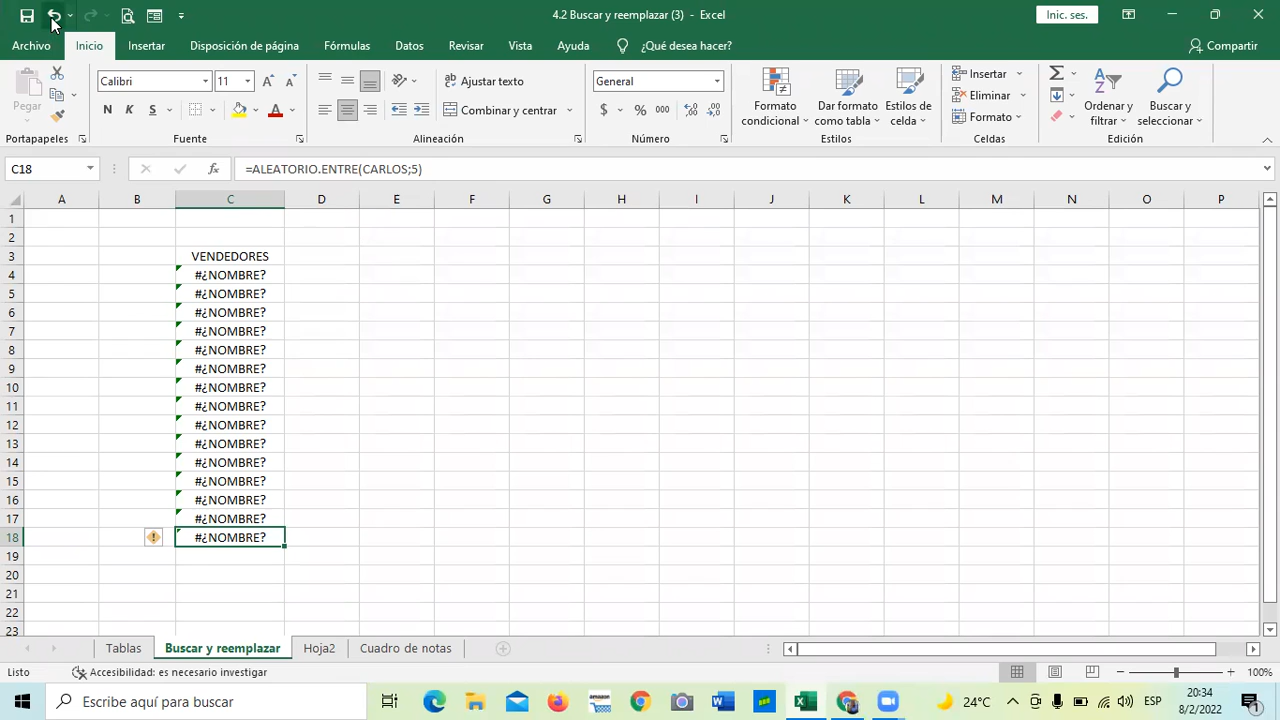 4.2 Buscar y reemplazar (3) - Excel
Inic. ses.
Archivo Inicio Insertar Disposición de página Fórmulas Datos Revisar Vista Ayuda ¿Qué desea hacer? Compartir
Pegar
Portapapeles
Calibri 11
N K S
Fuente
Ajustar texto
Combinar y centrar
Alineación
General
$ % 000
Número
Formato condicional
Dar formato como tabla
Estilos de celda
Estilos
Insertar
Eliminar
Formato
Celdas
Ordenar y filtrar
Buscar y seleccionar
Edición
C18 fx =ALEATORIO.ENTRE(CARLOS;5)
A B C D E F G H I J K L M N O P
1
2
3 VENDEDORES
4 #¿NOMBRE?
5 #¿NOMBRE?
6 #¿NOMBRE?
7 #¿NOMBRE?
8 #¿NOMBRE?
9 #¿NOMBRE?
10 #¿NOMBRE?
11 #¿NOMBRE?
12 #¿NOMBRE?
13 #¿NOMBRE?
14 #¿NOMBRE?
15 #¿NOMBRE?
16 #¿NOMBRE?
17 #¿NOMBRE?
18 #¿NOMBRE?
19
20
21
22
23
Tablas Buscar y reemplazar Hoja2 Cuadro de notas
Listo Accesibilidad: es necesario investigar 100%
Escribe aquí para buscar
24°C
ESP
20:34
8/2/2022